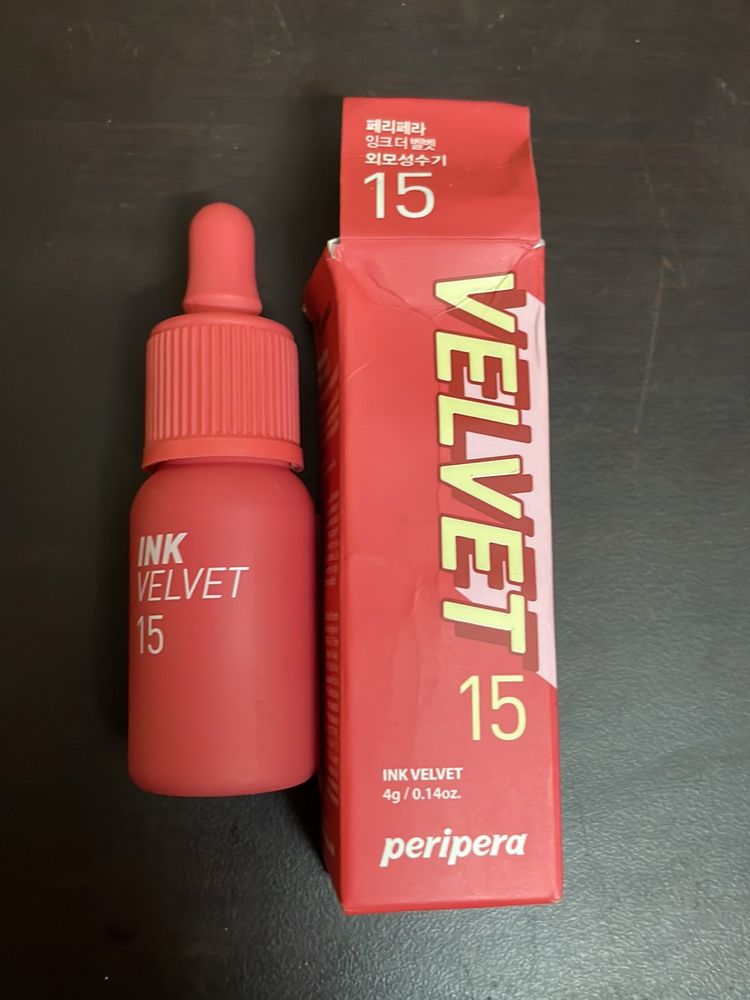 페리페라
잉크 더 벨벳
외모성수기
15
VELVET
15
INK VELVET
4g / 0.14oz.
peripera
INK
VELVET
15